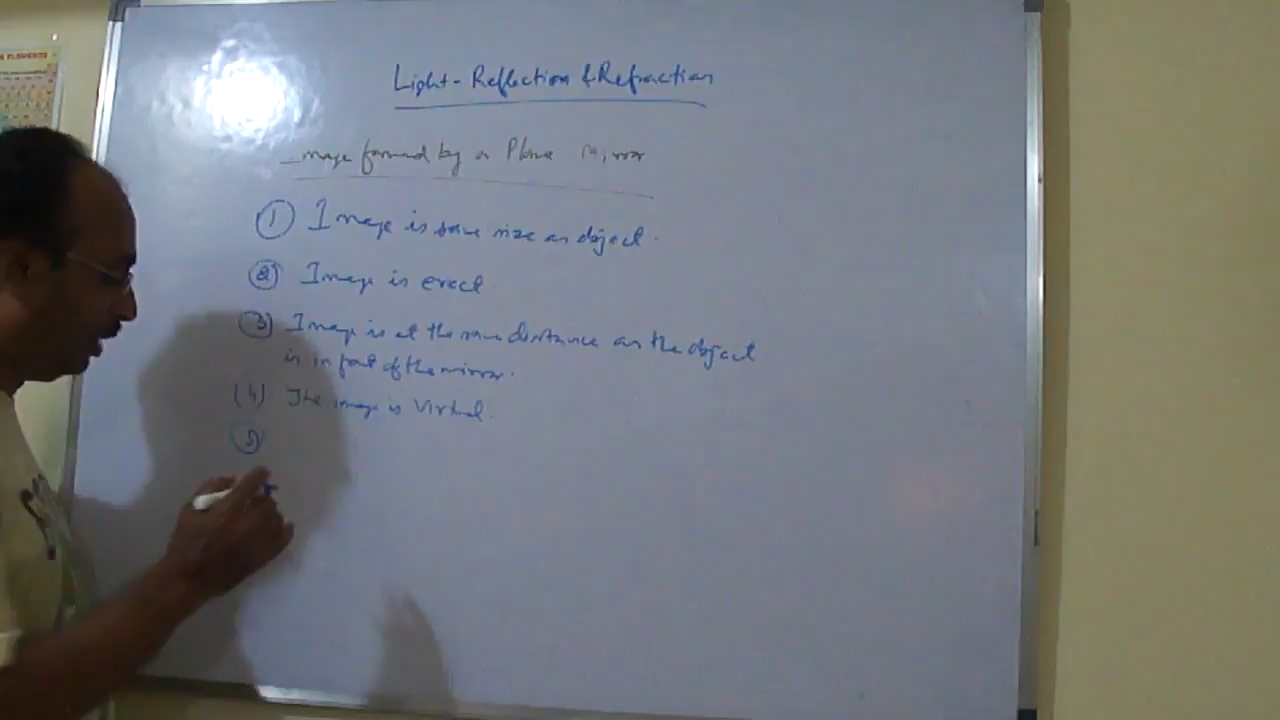 ELEMENTS
Light-Reflection & Refraction
Image formed by a Plane Mirror
① Image is same size as object.
② Image is erect.
③ Image is at the same distance as the object
is in front of the mirror.
(4) The image is Virtual.
⑤